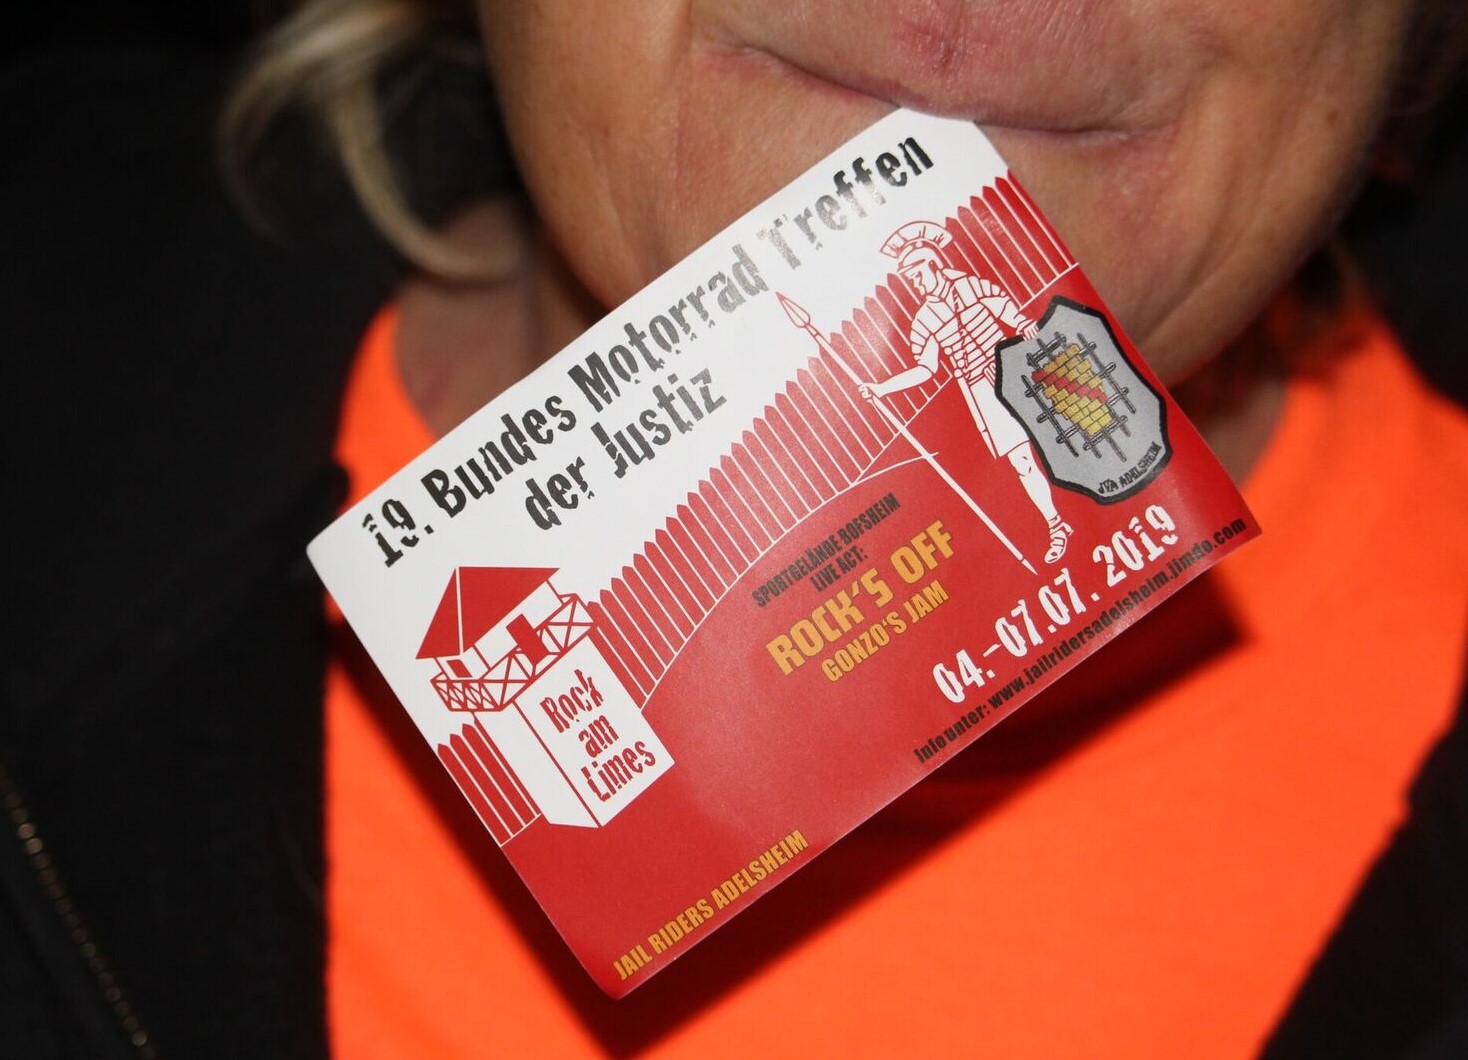 19. Bundes Motorrad Treffen
der Justiz
JVA ADELSHEIM
SPORTGELÄNDE BOFSHEIM
LIVE ACT:
ROCK'S OFF
GONZO'S JAM
04.-07.07.2019
Info unter: www.jailridersadelsheim.jimdo.com
Rock
am
Limes
JAIL RIDERS ADELSHEIM